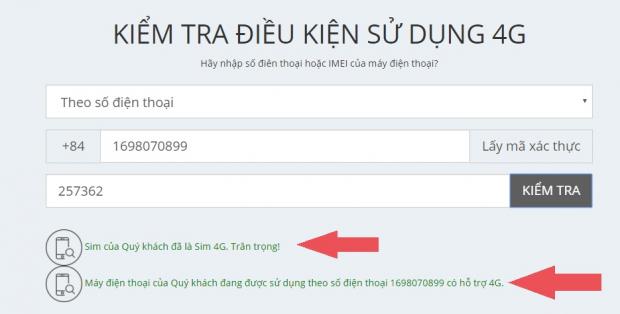 KIỂM TRA ĐIỀU KIỆN SỬ DỤNG 4G
Hãy nhập số điên thoại hoặc IMEI của máy điện thoại?
Theo số điện thoại
+84 1698070899 Lấy mã xác thực
257362 KIỂM TRA
Sim của Quý khách đã là Sim 4G. Trân trọng!
Máy điện thoại của Quý khách đang được sử dụng theo số điện thoại 1698070899 có hỗ trợ 4G.